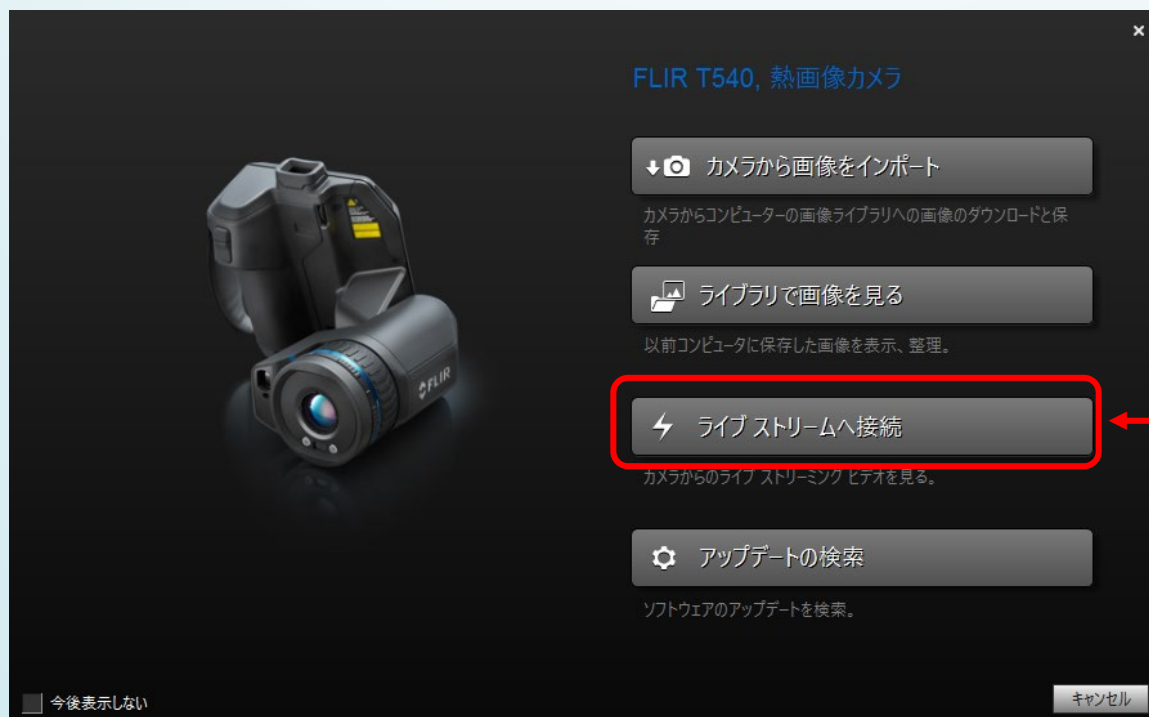 ×
FLIR T540, 熱画像カメラ
カメラから画像をインポート
カメラからコンピューターの画像ライブラリへの画像のダウンロードと保
存
ライブラリで画像を見る
以前コンピュータに保存した画像を表示、整理。
ライブ ストリームへ接続
カメラからのライブ ストリーミング ビデオを見る。
アップデートの検索
ソフトウェアのアップデートを検索。
FLIR
今後表示しない
キャンセル